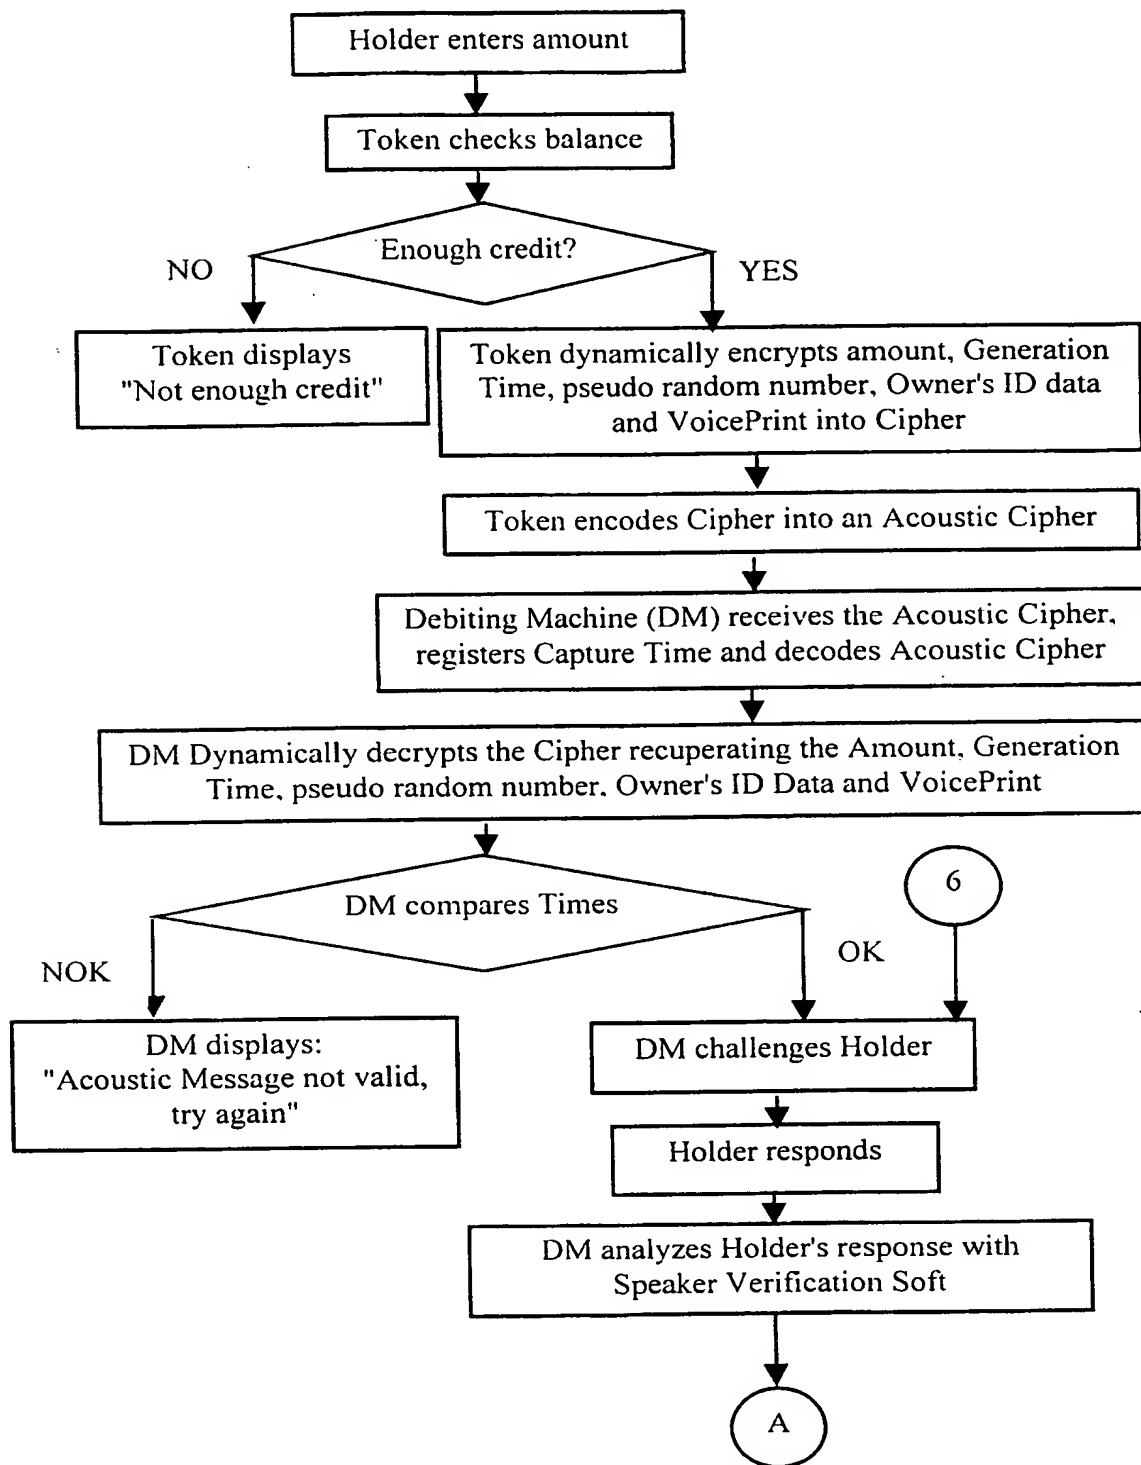 Holder enters amount
Token checks balance
Enough credit?
NO
YES
Token displays
"Not enough credit"
Token dynamically encrypts amount, Generation
Time, pseudo random number, Owner's ID data
and VoicePrint into Cipher
Token encodes Cipher into an Acoustic Cipher
Debiting Machine (DM) receives the Acoustic Cipher,
registers Capture Time and decodes Acoustic Cipher
DM Dynamically decrypts the Cipher recuperating the Amount, Generation
Time, pseudo random number, Owner's ID Data and VoicePrint
6
DM compares Times
NOK
OK
DM displays:
"Acoustic Message not valid,
try again"
DM challenges Holder
Holder responds
DM analyzes Holder's response with
Speaker Verification Soft
A